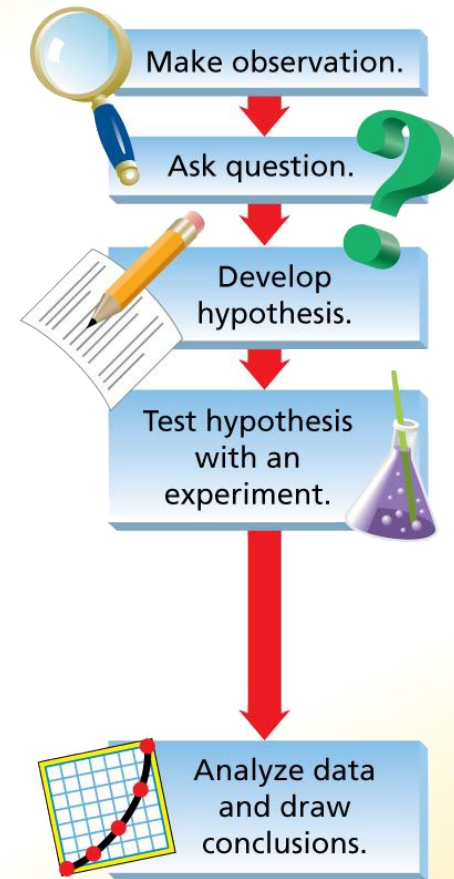 Make observation.
Ask question.
Develop
hypothesis.
Test hypothesis
with an
experiment.
Analyze data
and draw
conclusions.